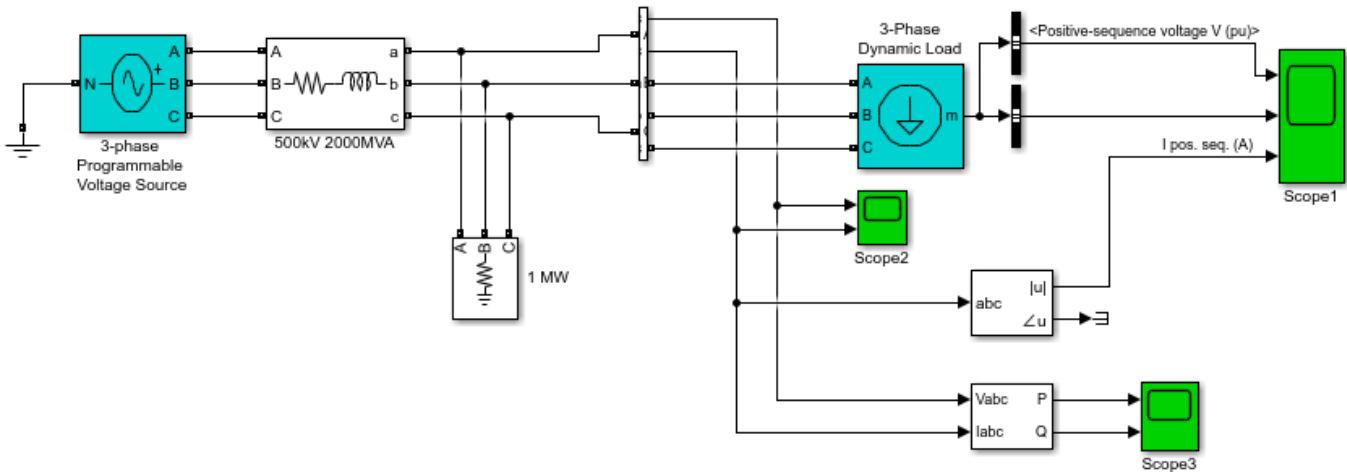 N
A
B
C
3-phase
Programmable
Voltage Source
A
B
C
a
b
c
500kV 2000MVA
A
B
C
1 MW
A
3-Phase
Dynamic Load
A
B
C
m
<Positive-sequence voltage V (pu)>
I pos. seq. (A)
Scope1
Scope2
abc
|u|
∠u
Vabc
Iabc
P
Q
Scope3